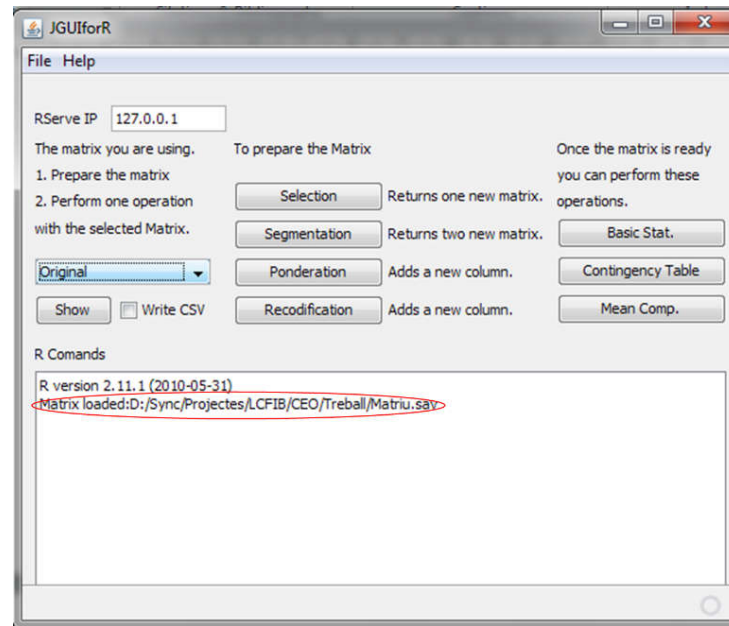 JGUIforR
File Help
RServe IP 127.0.0.1
The matrix you are using.
1. Prepare the matrix
2. Perform one operation
with the selected Matrix.
Original
Show Write CSV
To prepare the Matrix
Selection Returns one new matrix.
Segmentation Returns two new matrix.
Ponderation Adds a new column.
Recodification Adds a new column.
Once the matrix is ready
you can perform these
operations.
Basic Stat.
Contingency Table
Mean Comp.
R Comands
R version 2.11.1 (2010-05-31)
Matrix loaded:D:/Sync/Projectes/LCFIB/CEO/Treball/Matriu.sav